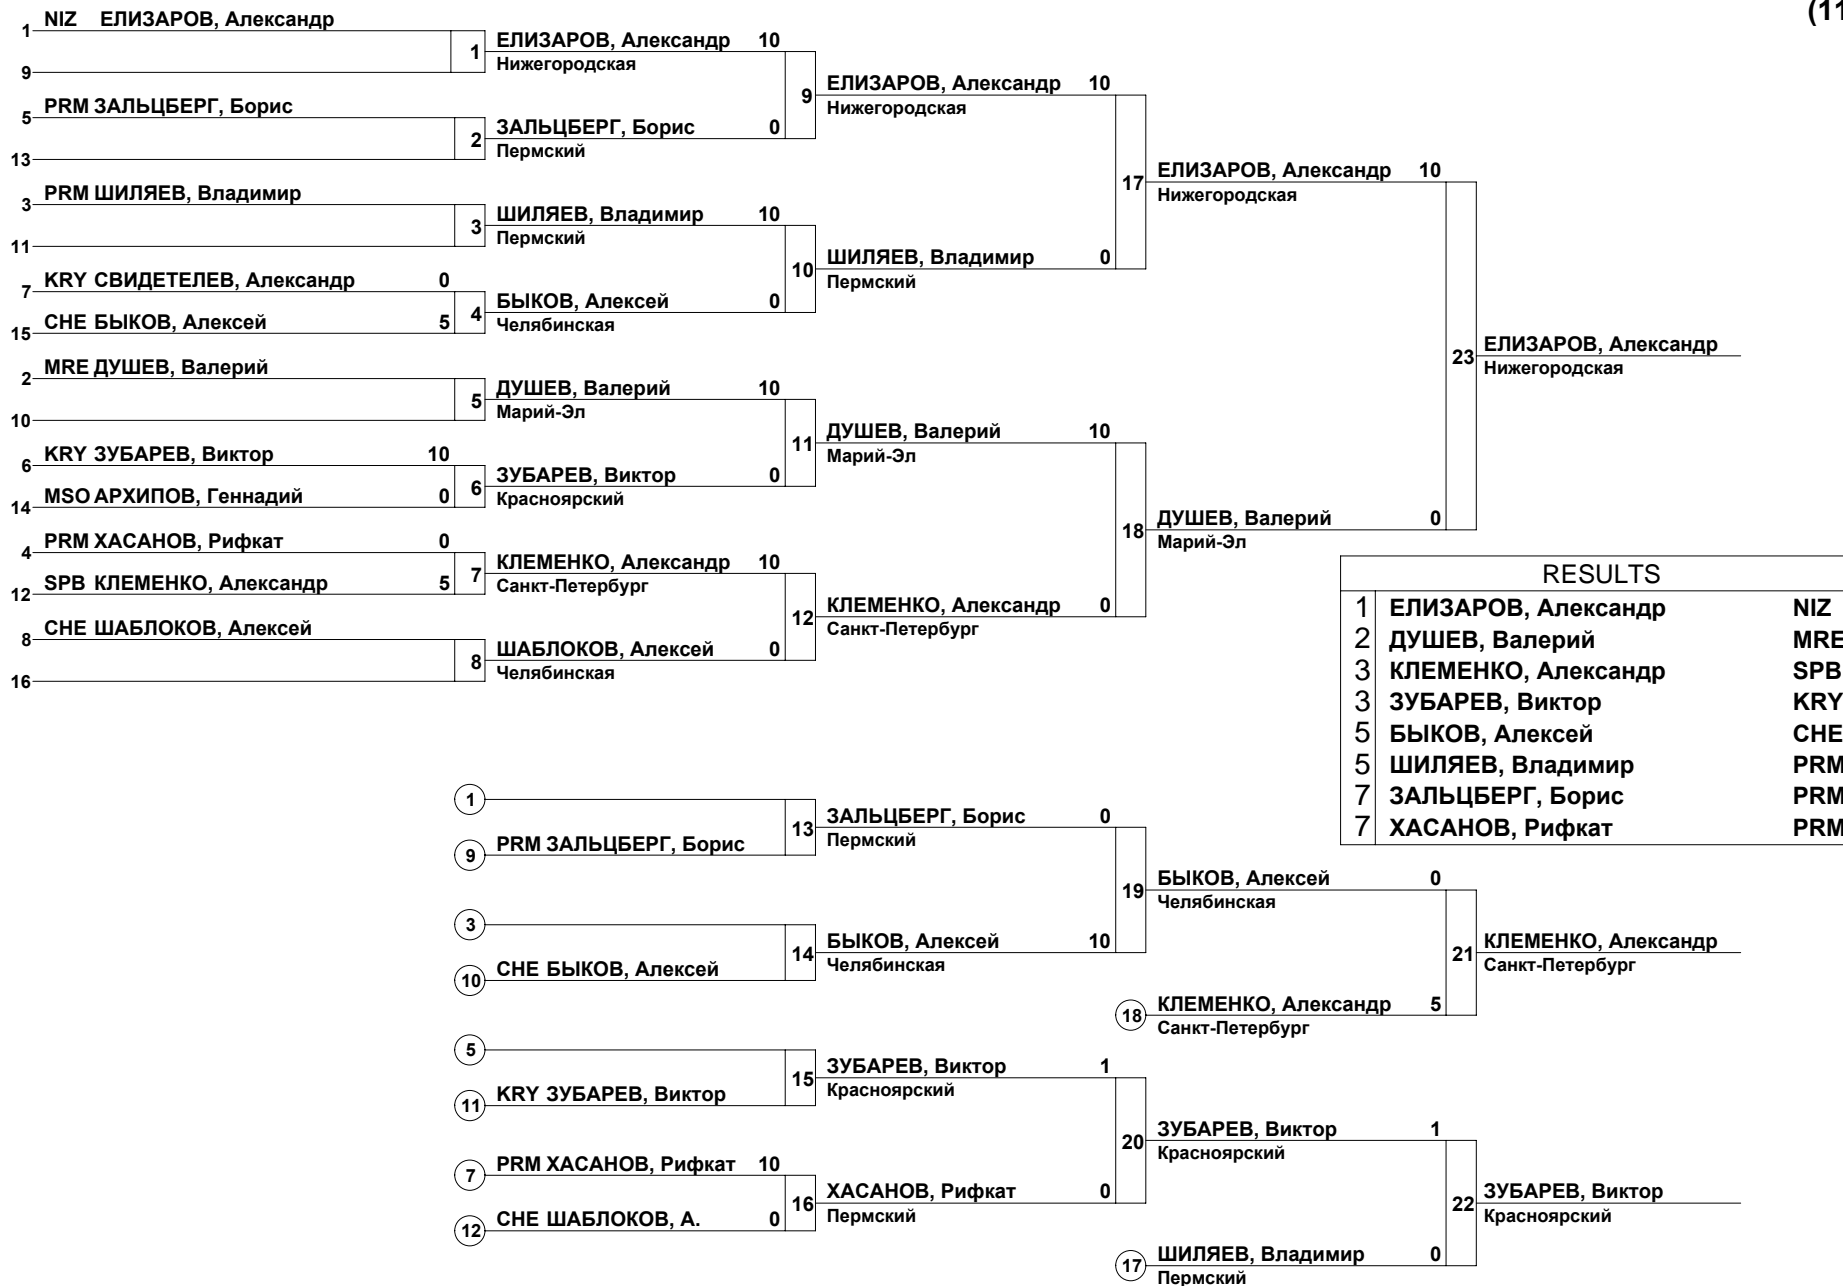 (11
1 NIZ ЕЛИЗАРОВ, Александр
9
1 ЕЛИЗАРОВ, Александр 10
Нижегородская
5 PRM ЗАЛЬЦБЕРГ, Борис
13
2 ЗАЛЬЦБЕРГ, Борис 0
Пермский
9 ЕЛИЗАРОВ, Александр 10
Нижегородская
3 PRM ШИЛЯЕВ, Владимир
11
3 ШИЛЯЕВ, Владимир 10
Пермский
7 KRY СВИДЕТЕЛЕВ, Александр 0
15 CHE БЫКОВ, Алексей 5
4 БЫКОВ, Алексей 0
Челябинская
10 ШИЛЯЕВ, Владимир 0
Пермский
17 ЕЛИЗАРОВ, Александр 10
Нижегородская
2 MRE ДУШЕВ, Валерий
10
5 ДУШЕВ, Валерий 10
Марий-Эл
6 KRY ЗУБАРЕВ, Виктор 10
14 MSO АРХИПОВ, Геннадий 0
6 ЗУБАРЕВ, Виктор 0
Красноярский
11 ДУШЕВ, Валерий 10
Марий-Эл
4 PRM ХАСАНОВ, Рифкат 0
12 SPB КЛЕМЕНКО, Александр 5
7 КЛЕМЕНКО, Александр 10
Санкт-Петербург
8 CHE ШАБЛОКОВ, Алексей
16
8 ШАБЛОКОВ, Алексей 0
Челябинская
12 КЛЕМЕНКО, Александр 0
Санкт-Петербург
18 ДУШЕВ, Валерий 0
Марий-Эл
23 ЕЛИЗАРОВ, Александр
Нижегородская
RESULTS
1 ЕЛИЗАРОВ, Александр NIZ
2 ДУШЕВ, Валерий MRE
3 КЛЕМЕНКО, Александр SPB
3 ЗУБАРЕВ, Виктор KRY
5 БЫКОВ, Алексей CHE
5 ШИЛЯЕВ, Владимир PRM
7 ЗАЛЬЦБЕРГ, Борис PRM
7 ХАСАНОВ, Рифкат PRM
1
9 PRM ЗАЛЬЦБЕРГ, Борис
13 ЗАЛЬЦБЕРГ, Борис 0
Пермский
3
10 CHE БЫКОВ, Алексей
14 БЫКОВ, Алексей 10
Челябинская
19 БЫКОВ, Алексей 0
Челябинская
18 КЛЕМЕНКО, Александр 5
Санкт-Петербург
21 КЛЕМЕНКО, Александр
Санкт-Петербург
5
11 KRY ЗУБАРЕВ, Виктор
15 ЗУБАРЕВ, Виктор 1
Красноярский
7 PRM ХАСАНОВ, Рифкат 10
12 CHE ШАБЛОКОВ, А. 0
16 ХАСАНОВ, Рифкат 0
Пермский
20 ЗУБАРЕВ, Виктор 1
Красноярский
17 ШИЛЯЕВ, Владимир 0
Пермский
22 ЗУБАРЕВ, Виктор
Красноярский